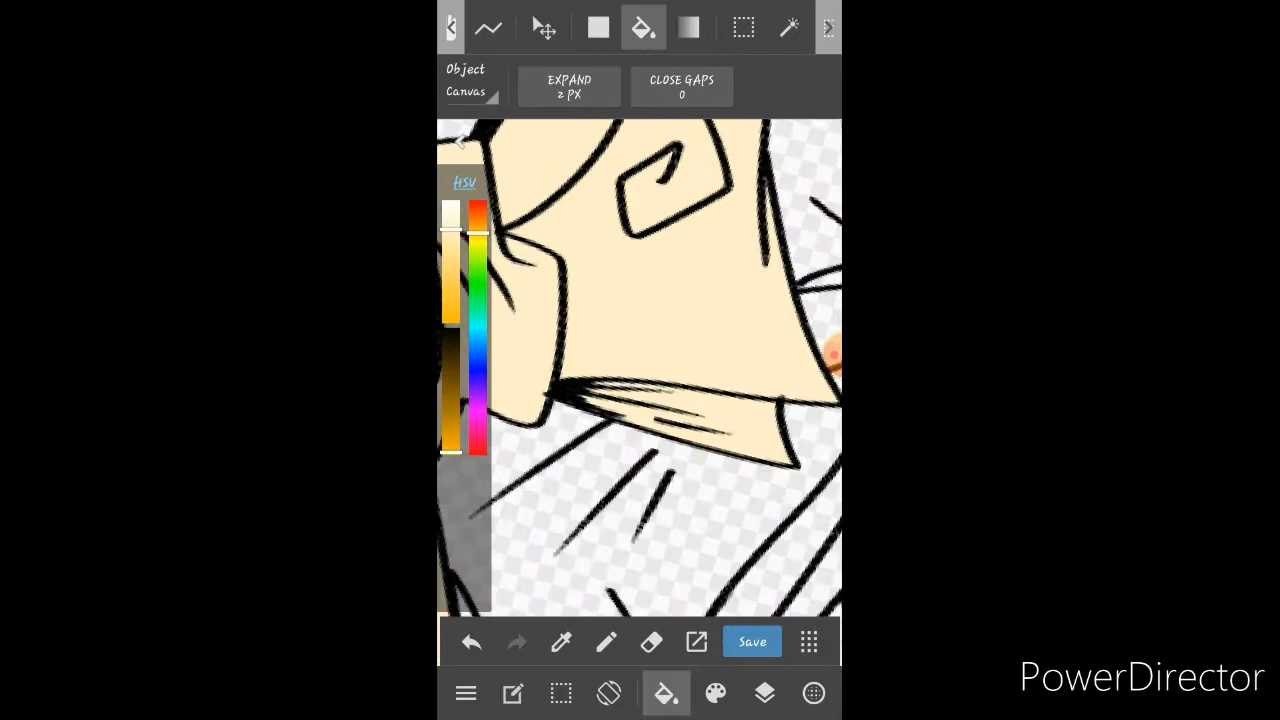 Object
Canvas
EXPAND
2 PX
CLOSE GAPS
0
HSV
Save
PowerDirector